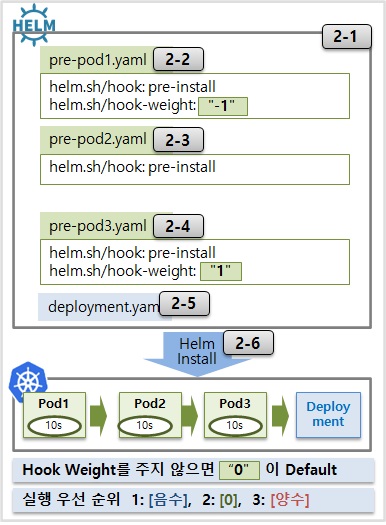 HELM
2-1
pre-pod1.yaml 2-2
helm.sh/hook: pre-install
helm.sh/hook-weight: "-1"
pre-pod2.yaml 2-3
helm.sh/hook: pre-install
pre-pod3.yaml 2-4
helm.sh/hook: pre-install
helm.sh/hook-weight: "1"
deployment.yam 2-5
Helm 2-6
Install
Pod1
10s
Pod2
10s
Pod3
10s
Deploy
ment
Hook Weight를 주지 않으면 "0" 이 Default
실행 우선 순위 1: [음수], 2: [0], 3: [양수]